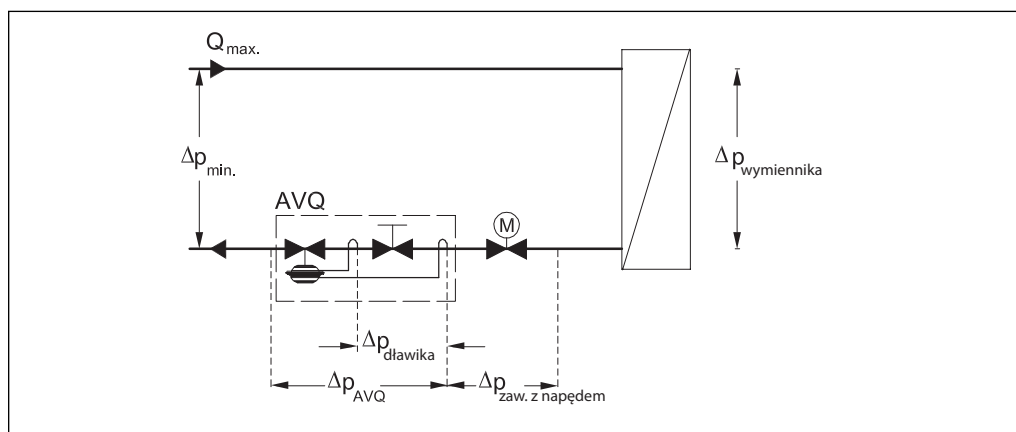 Qmax.
Δpmin.
Δpwymiennika
AVQ
M
Δpdławika
ΔpAVQ
Δpzaw. z napędem